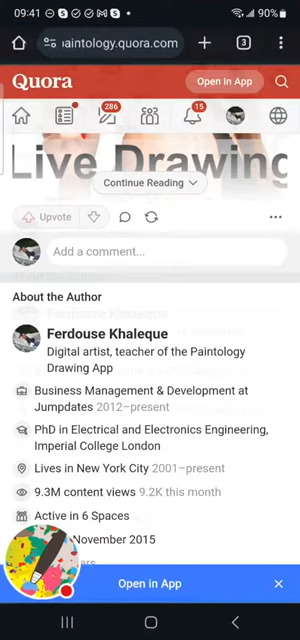 09:41
90%
paintology.quora.com
3
Quora
Open in App
286
15
Live Drawing
Continue Reading
Upvote
Add a comment...
About the Author
Ferdouse Khaleque
Digital artist, teacher of the Paintology
Drawing App
Business Management & Development at
Jumpdates 2012–present
PhD in Electrical and Electronics Engineering,
Imperial College London
Lives in New York City 2001–present
9.3M content views 9.2K this month
Active in 6 Spaces
November 2015
Open in App